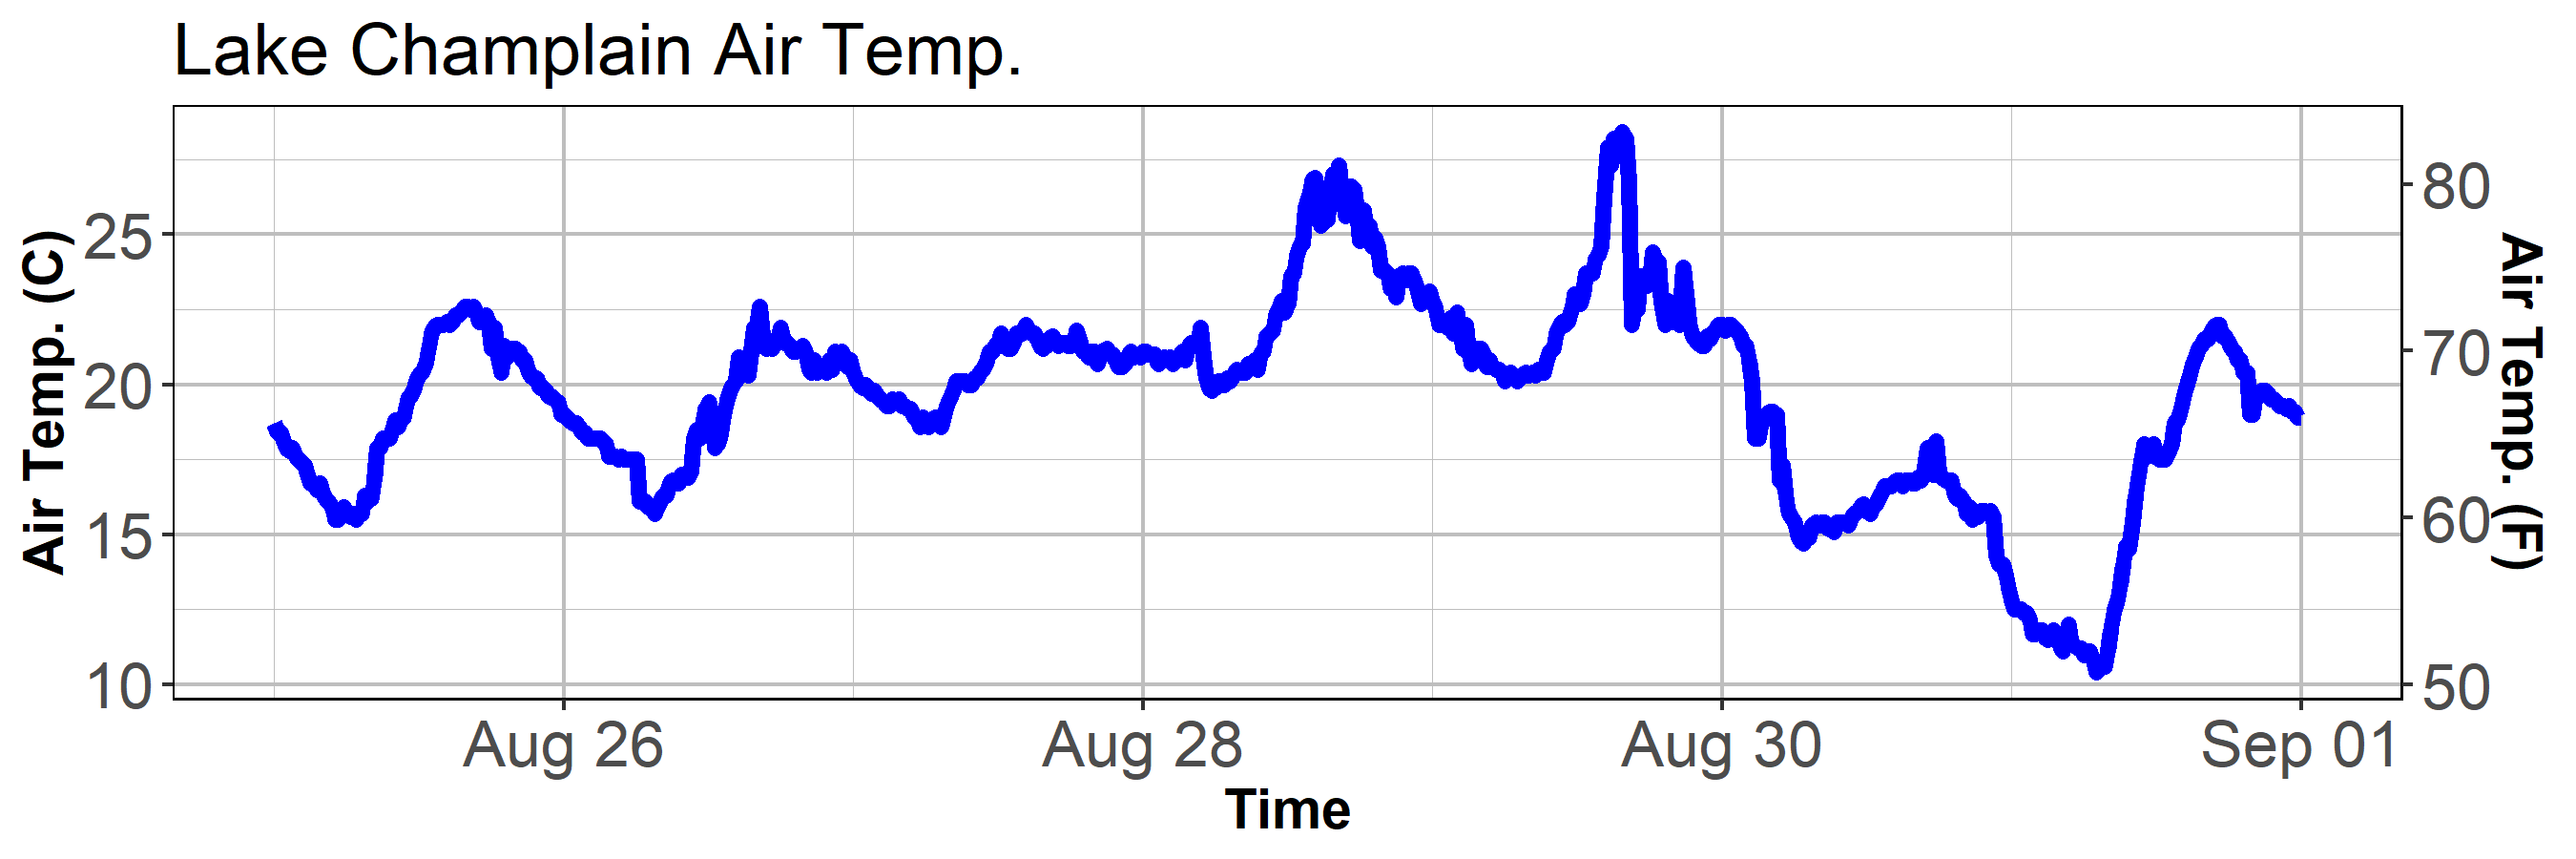 Lake Champlain Air Temp.
Air Temp. (C)
25
20
15
10
80
70
60
50
Air Temp. (F)
Aug 26
Aug 28
Aug 30
Sep 01
Time